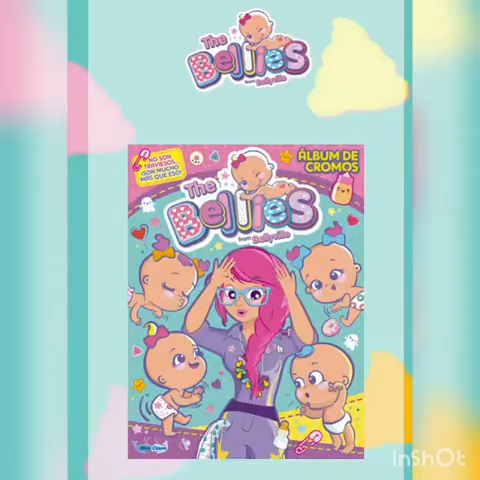 The
Bellies
from Bellyville
¡NO SON
TRAVIESOS...
¡SON MUCHO
MÁS QUE ESO!
ÁLBUM DE
CROMOS
The
Bellies
from Bellyville
InShOt